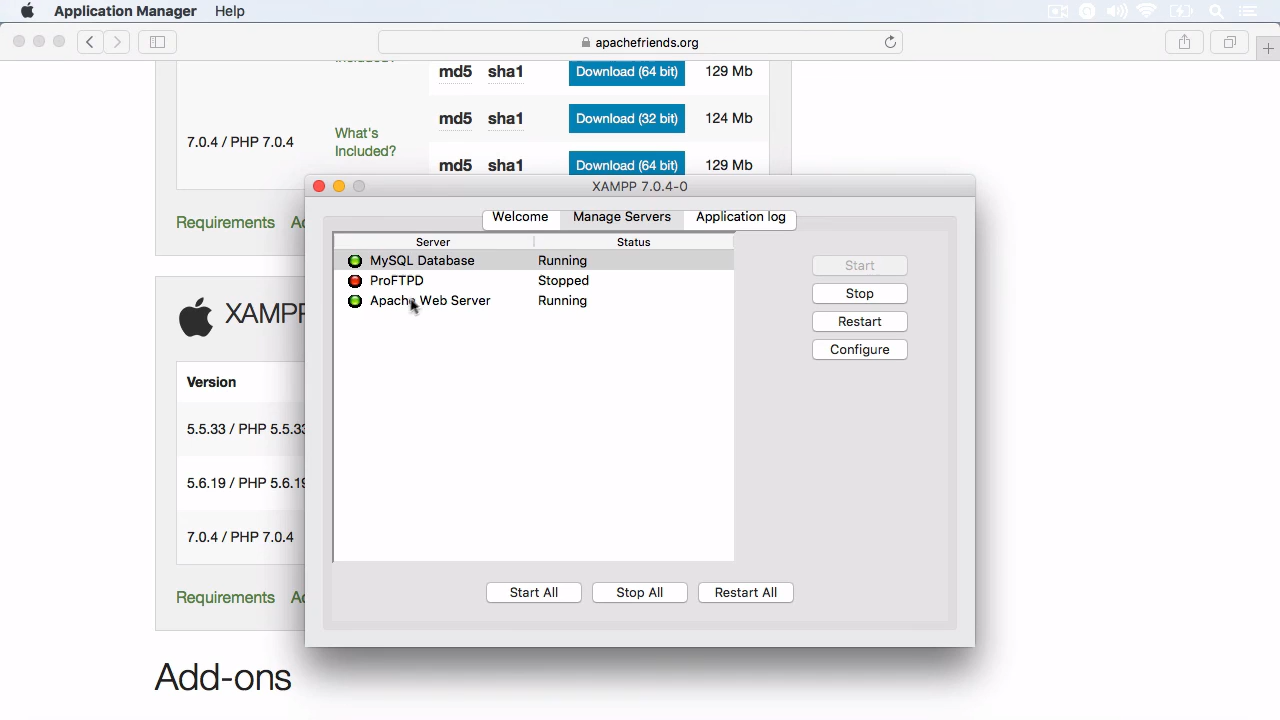 Application Manager Help
apachefriends.org
md5 sha1 Download (64 bit) 129 Mb
7.0.4 / PHP 7.0.4 What's Included? md5 sha1 Download (32 bit) 124 Mb
md5 sha1 Download (64 bit) 129 Mb
Requirements
XAMPP 7.0.4-0
Welcome Manage Servers Application log
Server Status
MySQL Database Running
ProFTPD Stopped
Apache Web Server Running
Start
Stop
Restart
Configure
Start All Stop All Restart All
XAMPP
Version
5.5.33 / PHP 5.5.33
5.6.19 / PHP 5.6.19
7.0.4 / PHP 7.0.4
Requirements
Add-ons